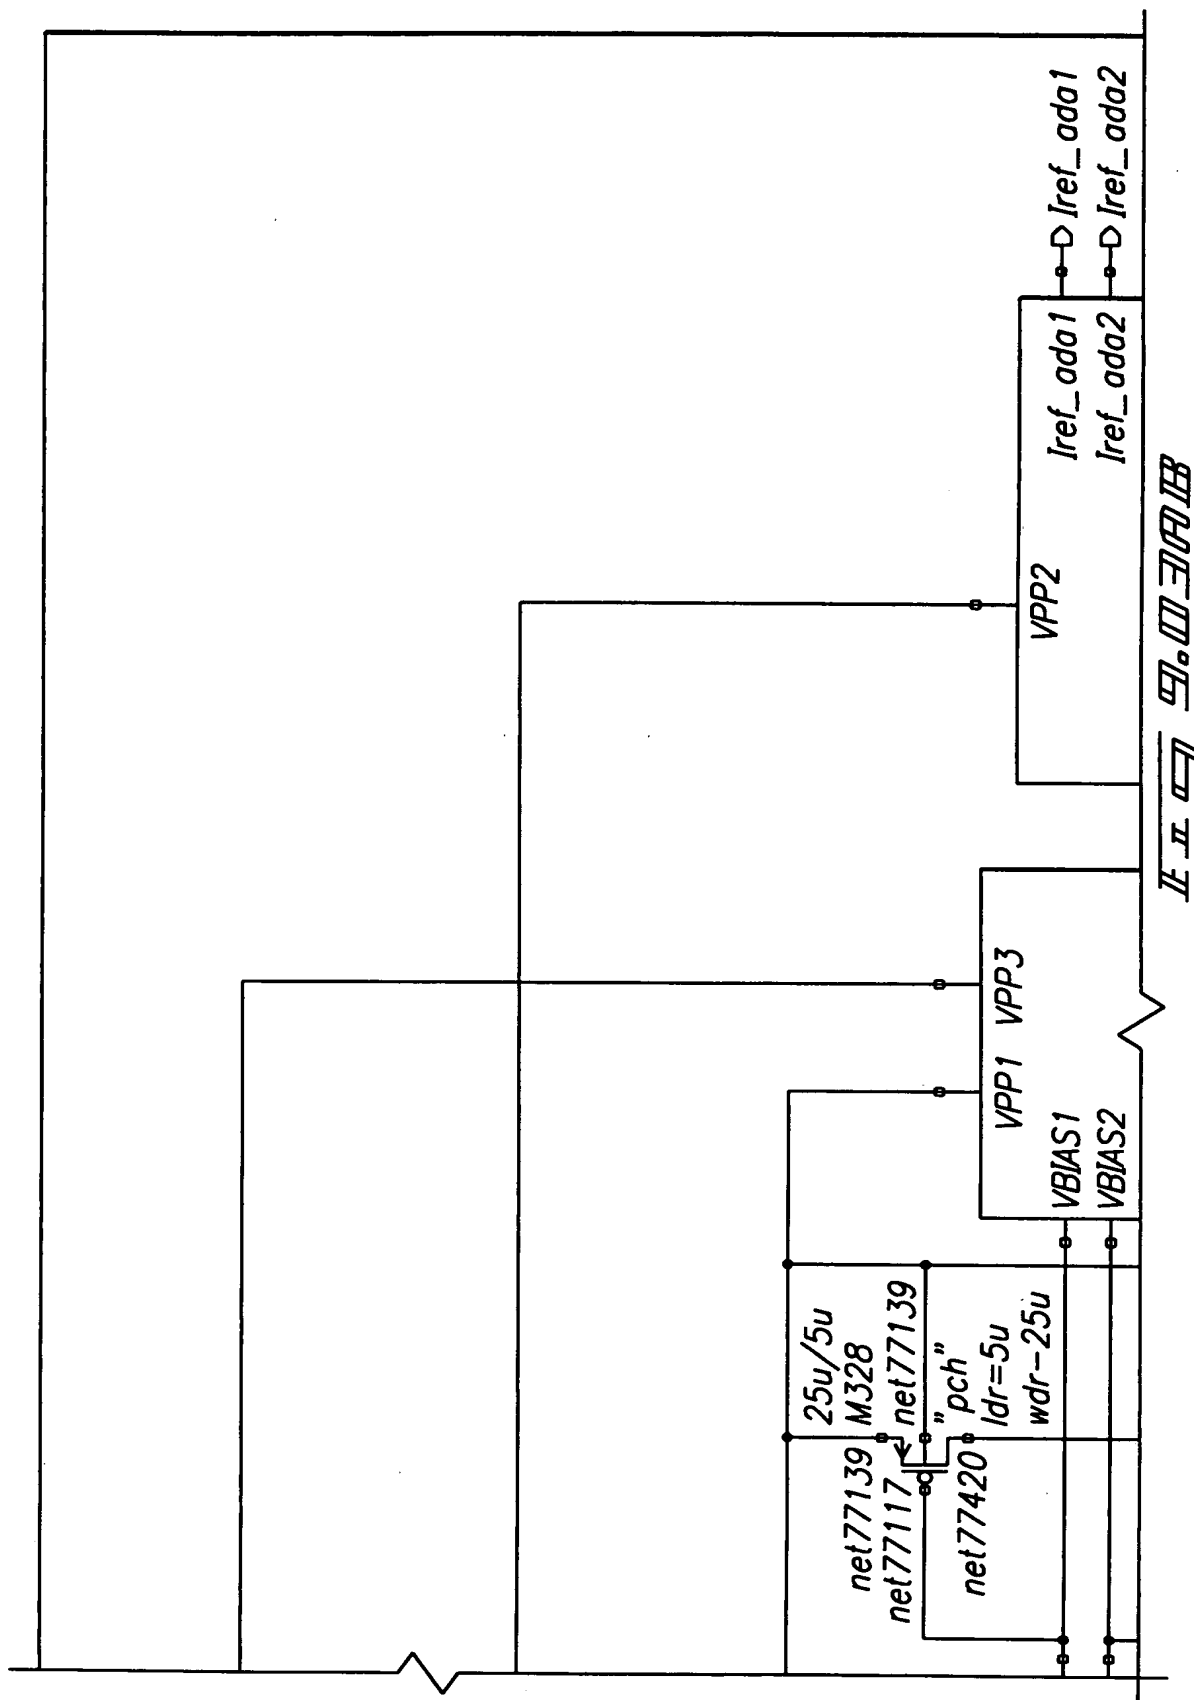 25u/5u
M328
net77139
net77139
net77117
"pch"
ldr=5u
wdr-25u
net77420
VPP1
VPP3
VBIAS1
VBIAS2
VPP2
Iref_ada1
Iref_ada2
Iref_ada1
Iref_ada2
Fig 9.03AB